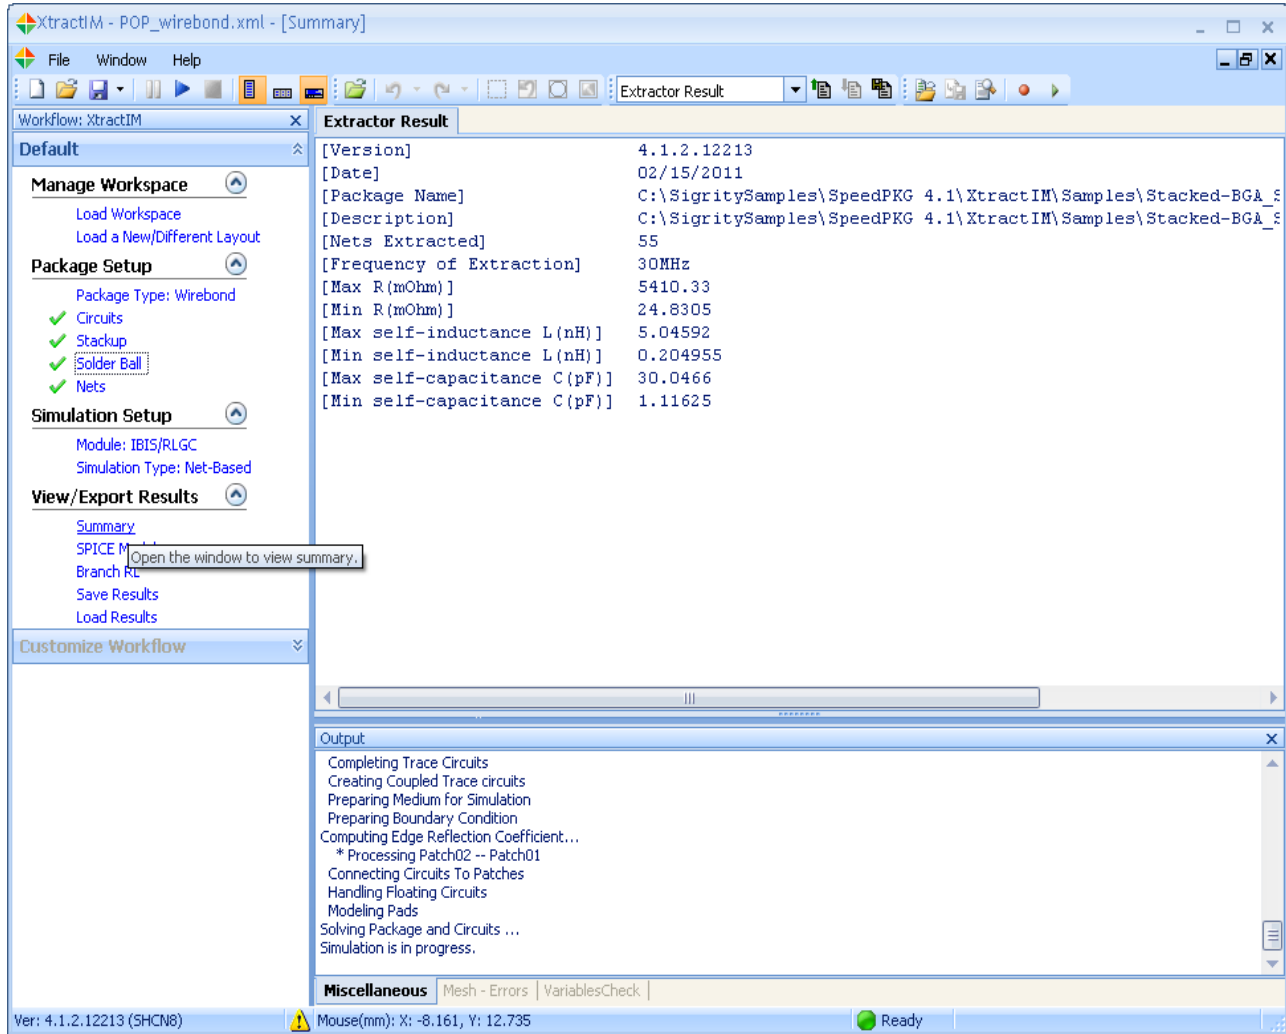 XtractIM - POP_wirebond.xml - [Summary]
File Window Help
Extractor Result
Workflow: XtractIM
Default
Manage Workspace
Load Workspace
Load a New/Different Layout
Package Setup
Package Type: Wirebond
Circuits
Stackup
Solder Ball
Nets
Simulation Setup
Module: IBIS/RLGC
Simulation Type: Net-Based
View/Export Results
Summary
SPICE
Open the window to view summary.
Branch RL
Save Results
Load Results
Customize Workflow
Extractor Result
[Version] 4.1.2.12213
[Date] 02/15/2011
[Package Name] C:\SigritySamples\SpeedPKG 4.1\XtractIM\Samples\Stacked-BGA_S
[Description] C:\SigritySamples\SpeedPKG 4.1\XtractIM\Samples\Stacked-BGA_S
[Nets Extracted] 55
[Frequency of Extraction] 30MHz
[Max R(mOhm)] 5410.33
[Min R(mOhm)] 24.8305
[Max self-inductance L(nH)] 5.04592
[Min self-inductance L(nH)] 0.204955
[Max self-capacitance C(pF)] 30.0466
[Min self-capacitance C(pF)] 1.11625
Output
Completing Trace Circuits
Creating Coupled Trace circuits
Preparing Medium for Simulation
Preparing Boundary Condition
Computing Edge Reflection Coefficient...
* Processing Patch02 -- Patch01
Connecting Circuits To Patches
Handling Floating Circuits
Modeling Pads
Solving Package and Circuits ...
Simulation is in progress.
Miscellaneous Mesh - Errors VariablesCheck
Ver: 4.1.2.12213 (SHCN8) Mouse(mm): X: -8.161, Y: 12.735 Ready